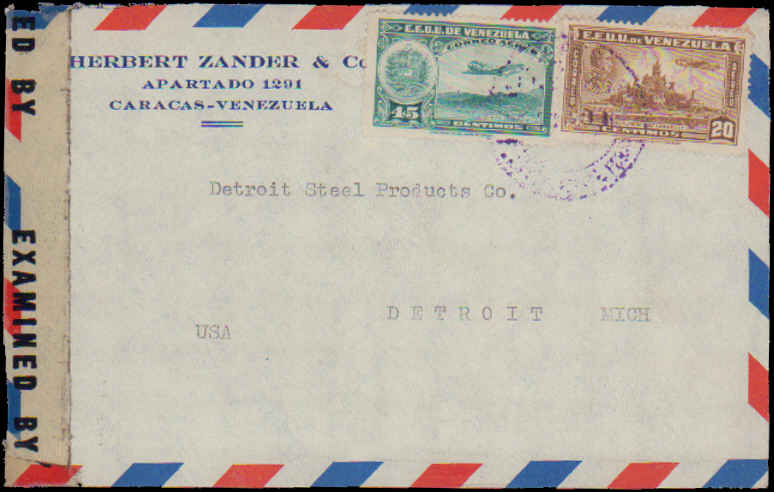 ED BY
EXAMINED BY
HERBERT ZANDER & Co
APARTADO 1291
CARACAS-VENEZUELA
E.E.U.U. DE VENEZUELA
CORREO AEREO
45
CENTIMOS
E.E.U.U. DE VENEZUELA
CENTIMOS
20
Detroit Steel Products Co.
DETROIT MICH
USA